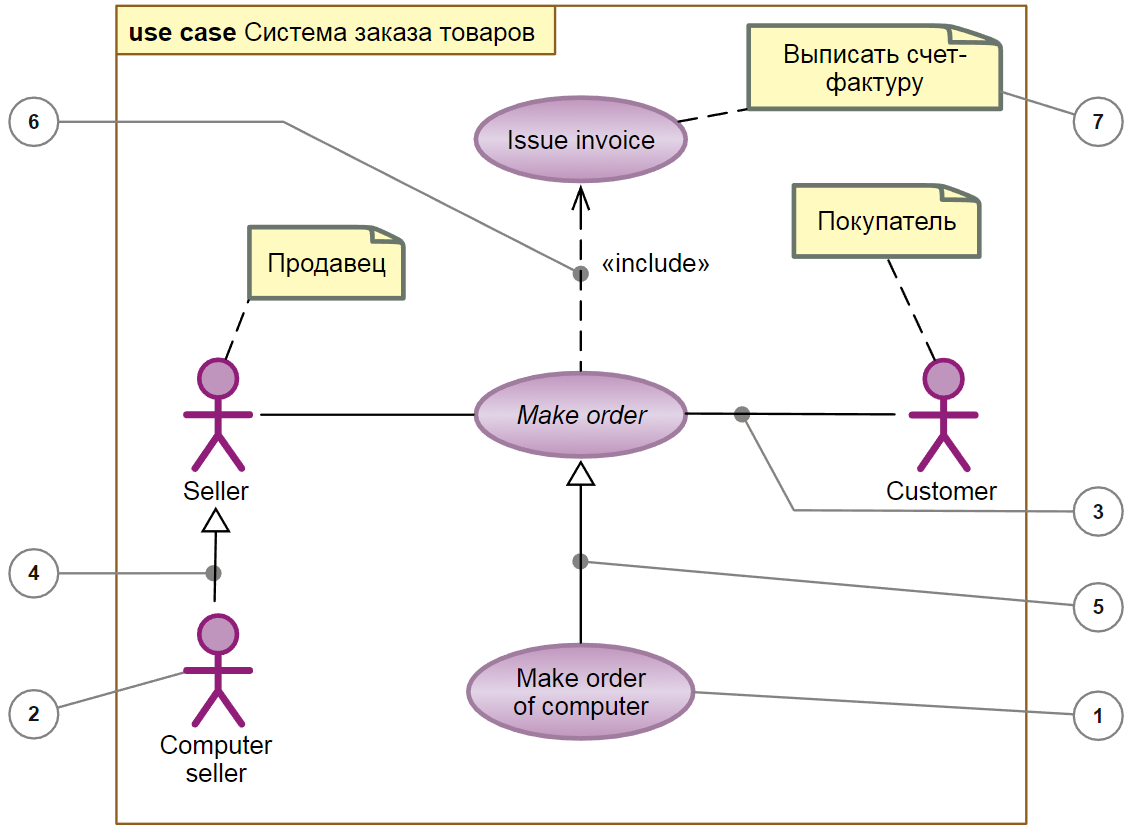 use case Система заказа товаров
Выписать счет-
фактуру
6
7
Issue invoice
Покупатель
Продавец
«include»
Make order
Seller
Customer
3
4
5
Make order
of computer
2
1
Computer
seller